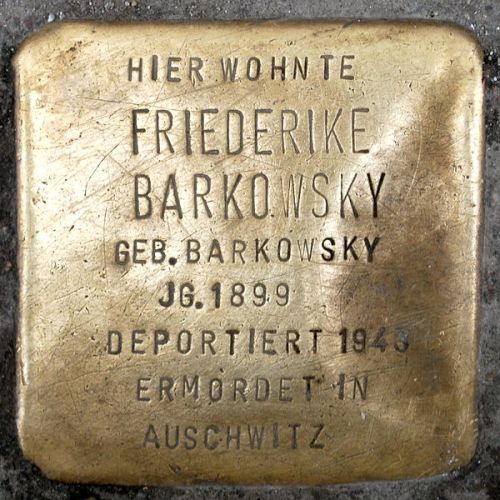 HIER WOHNTE
FRIEDERIKE
BARKOWSKY
GEB. BARKOWSKY
JG. 1899
DEPORTIERT 1943
ERMORDET IN
AUSCHWITZ